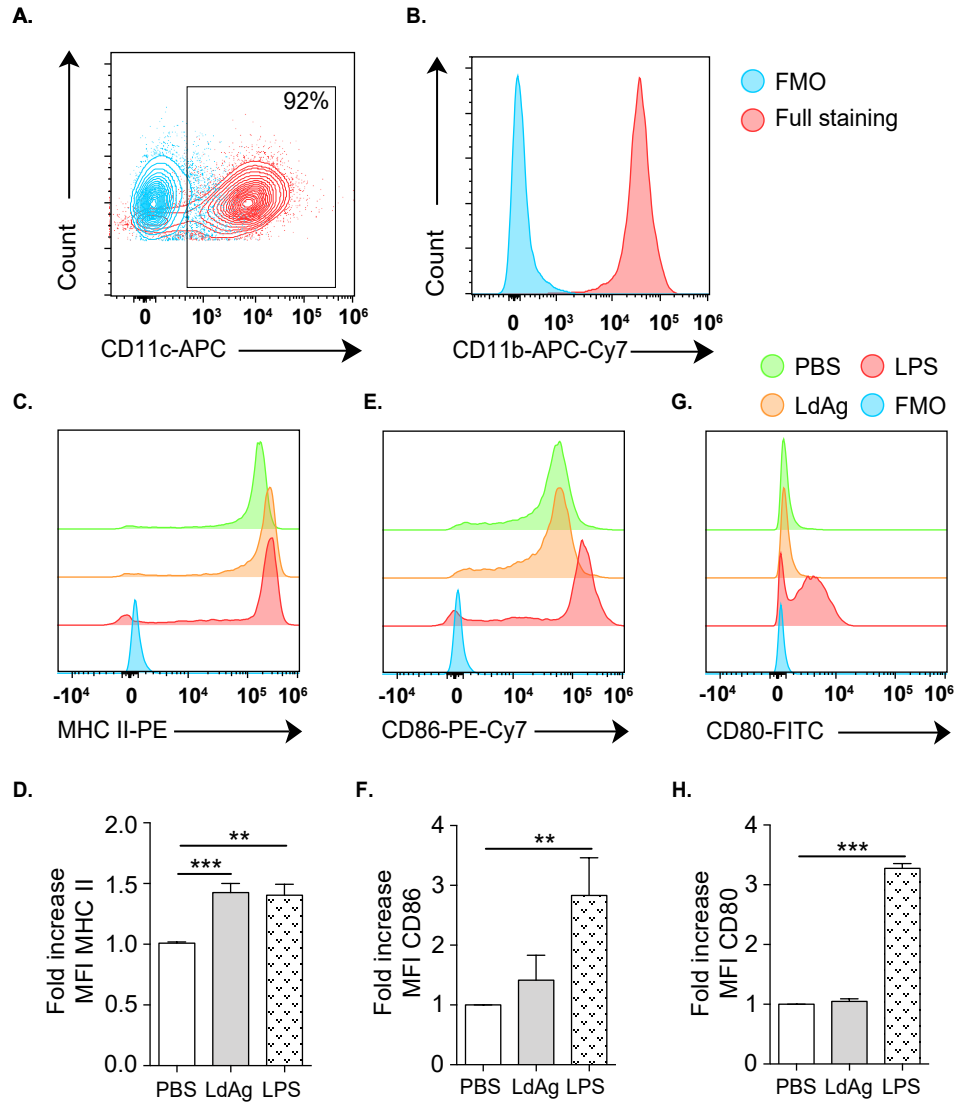 A.
B.
92%
Count
0 10³ 10⁴ 10⁵ 10⁶
CD11c-APC
Count
0 10³ 10⁴ 10⁵ 10⁶
CD11b-APC-Cy7
FMO
Full staining
PBS LPS
LdAg FMO
C.
E.
G.
-10⁴ 0 10⁴ 10⁵ 10⁶
MHC II-PE
-10⁴ 0 10⁴ 10⁵ 10⁶
CD86-PE-Cy7
-10⁴ 0 10⁴ 10⁵ 10⁶
CD80-FITC
D.
F.
H.
Fold increase
MFI MHC II
2.0
1.5
1.0
0.5
0.0
**
***
PBS LdAg LPS
Fold increase
MFI CD86
4
3
2
1
0
**
PBS LdAg LPS
Fold increase
MFI CD80
4
3
2
1
0
***
PBS LdAg LPS